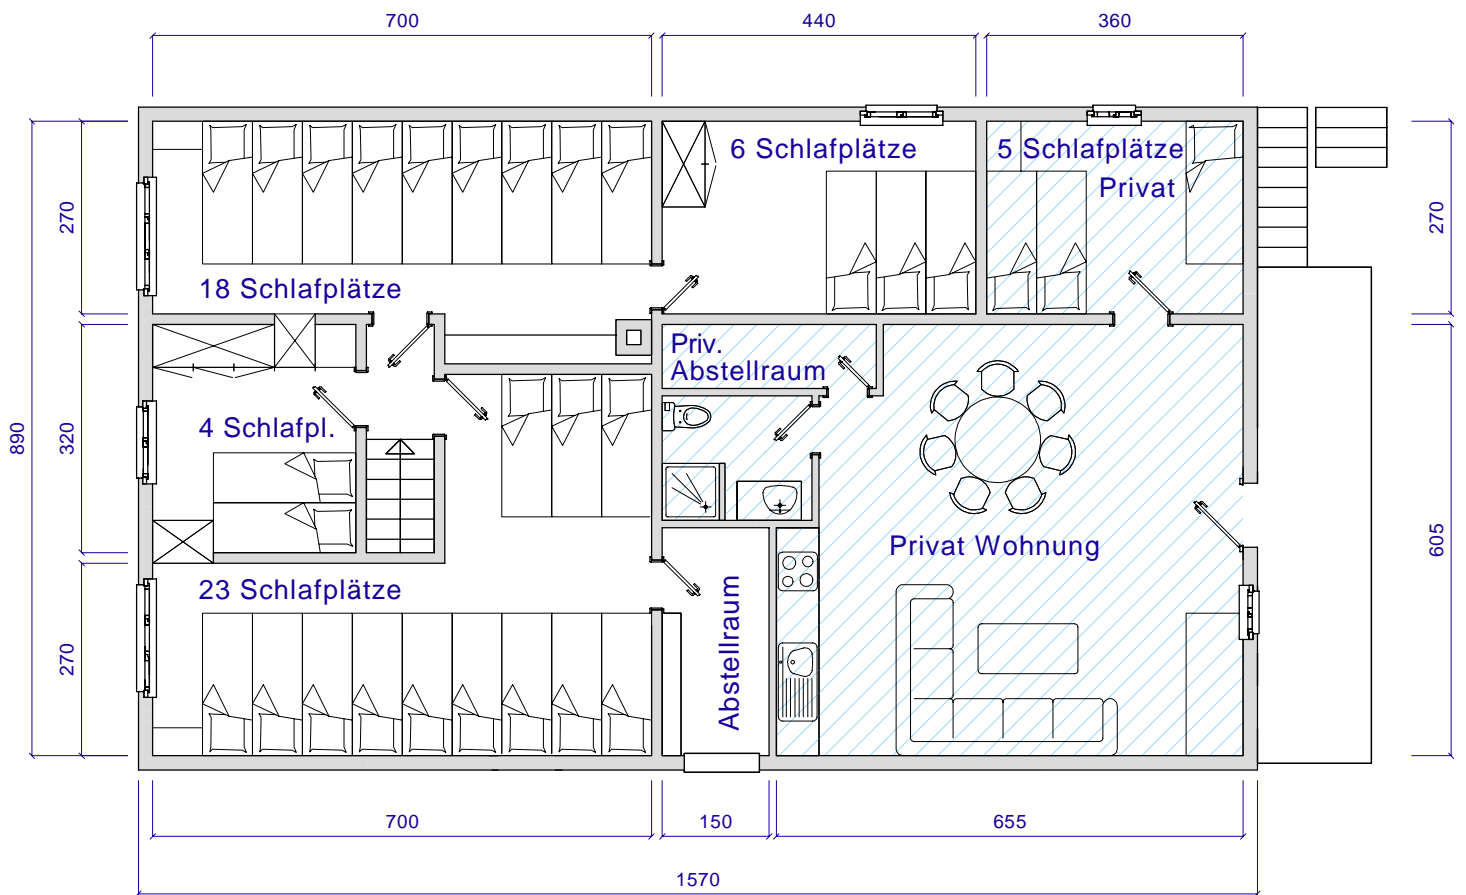 700
440
360
6 Schlafplätze
5 Schlafplätze
Privat
270
270
18 Schlafplätze
Priv.
Abstellraum
890
320
4 Schlafpl.
605
Privat Wohnung
23 Schlafplätze
Abstellraum
270
700
150
655
1570